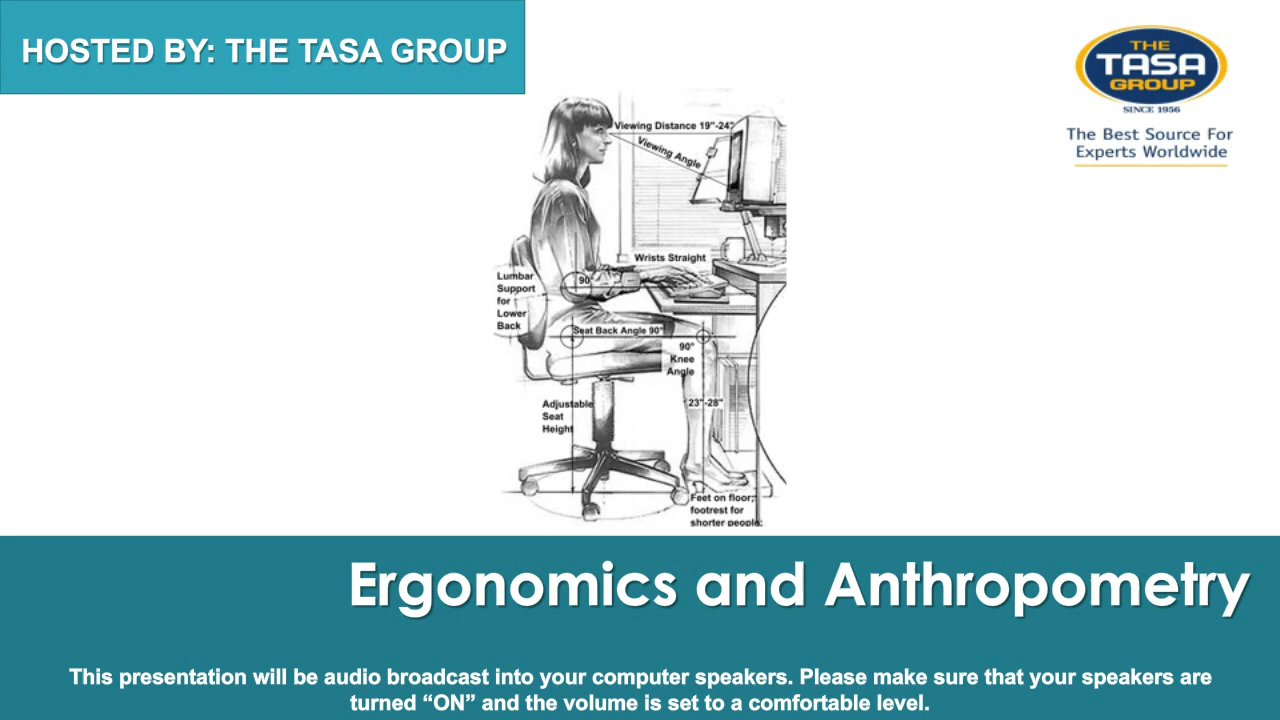 HOSTED BY: THE TASA GROUP
THE
TASA
GROUP
SINCE 1956
The Best Source For
Experts Worldwide
Viewing Distance 19"-24"
Viewing Angle
Wrists Straight
90°
Lumbar
Support
for
Lower
Back
Seat Back Angle 90°
90°
Knee
Angle
Adjustable
Seat
Height
23"-28"
Feet on floor;
footrest for
shorter people;
Ergonomics and Anthropometry
This presentation will be audio broadcast into your computer speakers. Please make sure that your speakers are
turned “ON” and the volume is set to a comfortable level.